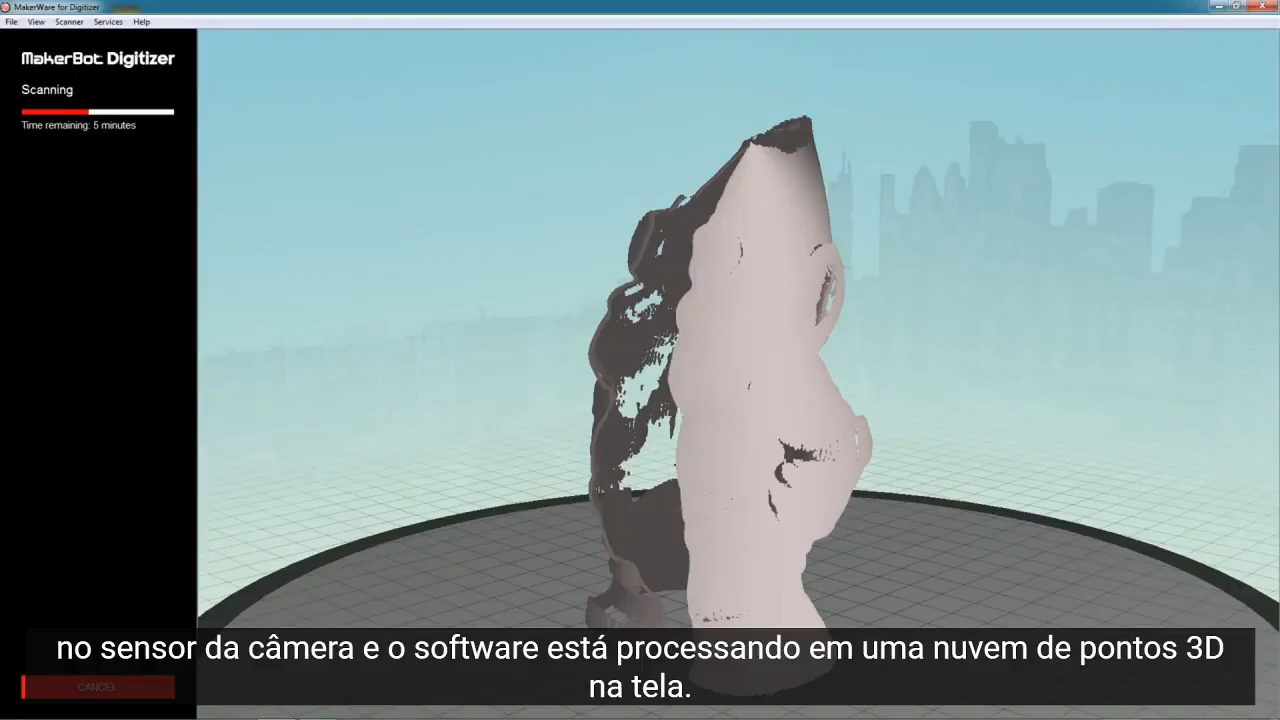 MakerWare for Digitizer
File View Scanner Services Help
MakerBot Digitizer
Scanning
Time remaining: 5 minutes
no sensor da câmera e o software está processando em uma nuvem de pontos 3D
na tela.
CANCEL